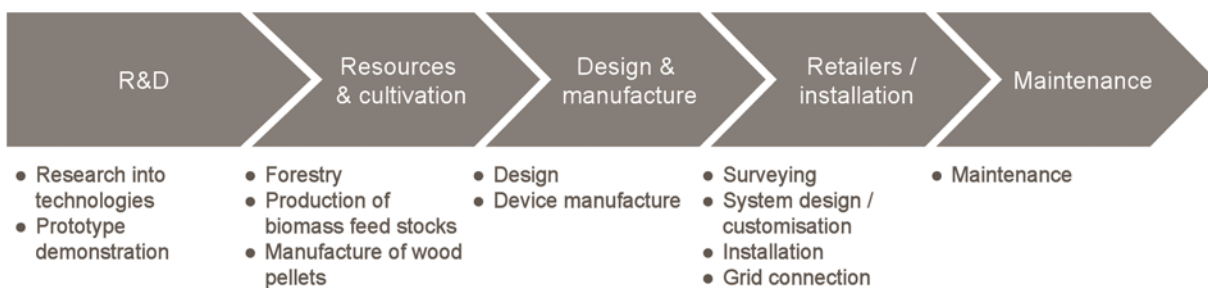 R&D
Resources
& cultivation
Design &
manufacture
Retailers /
installation
Maintenance
● Research into
technologies
● Prototype
demonstration
● Forestry
● Production of
biomass feed stocks
● Manufacture of wood
pellets
● Design
● Device manufacture
● Surveying
● System design /
customisation
● Installation
● Grid connection
● Maintenance